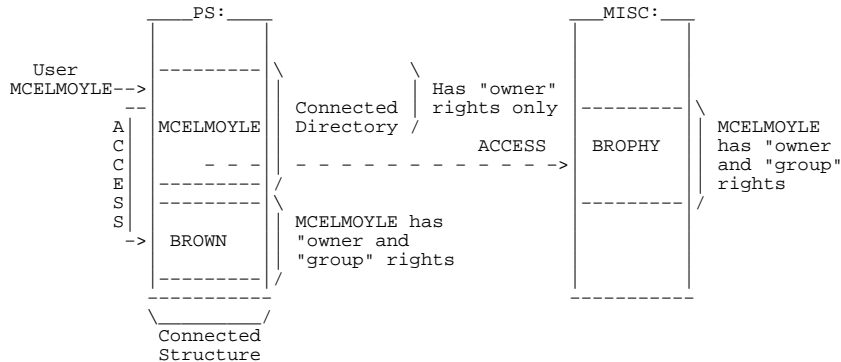 PS:
MISC:
User
MCELMOYLE-->
ACCESS
MCELMOYLE
Connected
Directory
Has "owner"
rights only
ACCESS
BROPHY
MCELMOYLE
has "owner
and "group"
rights
BROWN
MCELMOYLE has
"owner and
"group" rights
Connected
Structure